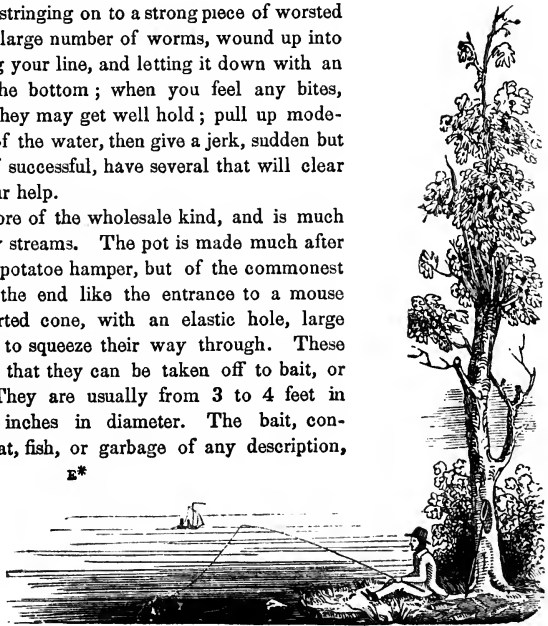 stringing on to a strong piece of worsted
large number of worms, wound up into
your line, and letting it down with an
he bottom ; when you feel any bites,
hey may get well hold ; pull up mode-
f the water, then give a jerk, sudden but
successful, have several that will clear
ur help.
ore of the wholesale kind, and is much
streams. The pot is made much after
potatoe hamper, but of the commonest
the end like the entrance to a mouse
rted cone, with an elastic hole, large
to squeeze their way through. These
that they can be taken off to bait, or
They are usually from 3 to 4 feet in
inches in diameter. The bait, con-
at, fish, or garbage of any description,
E*